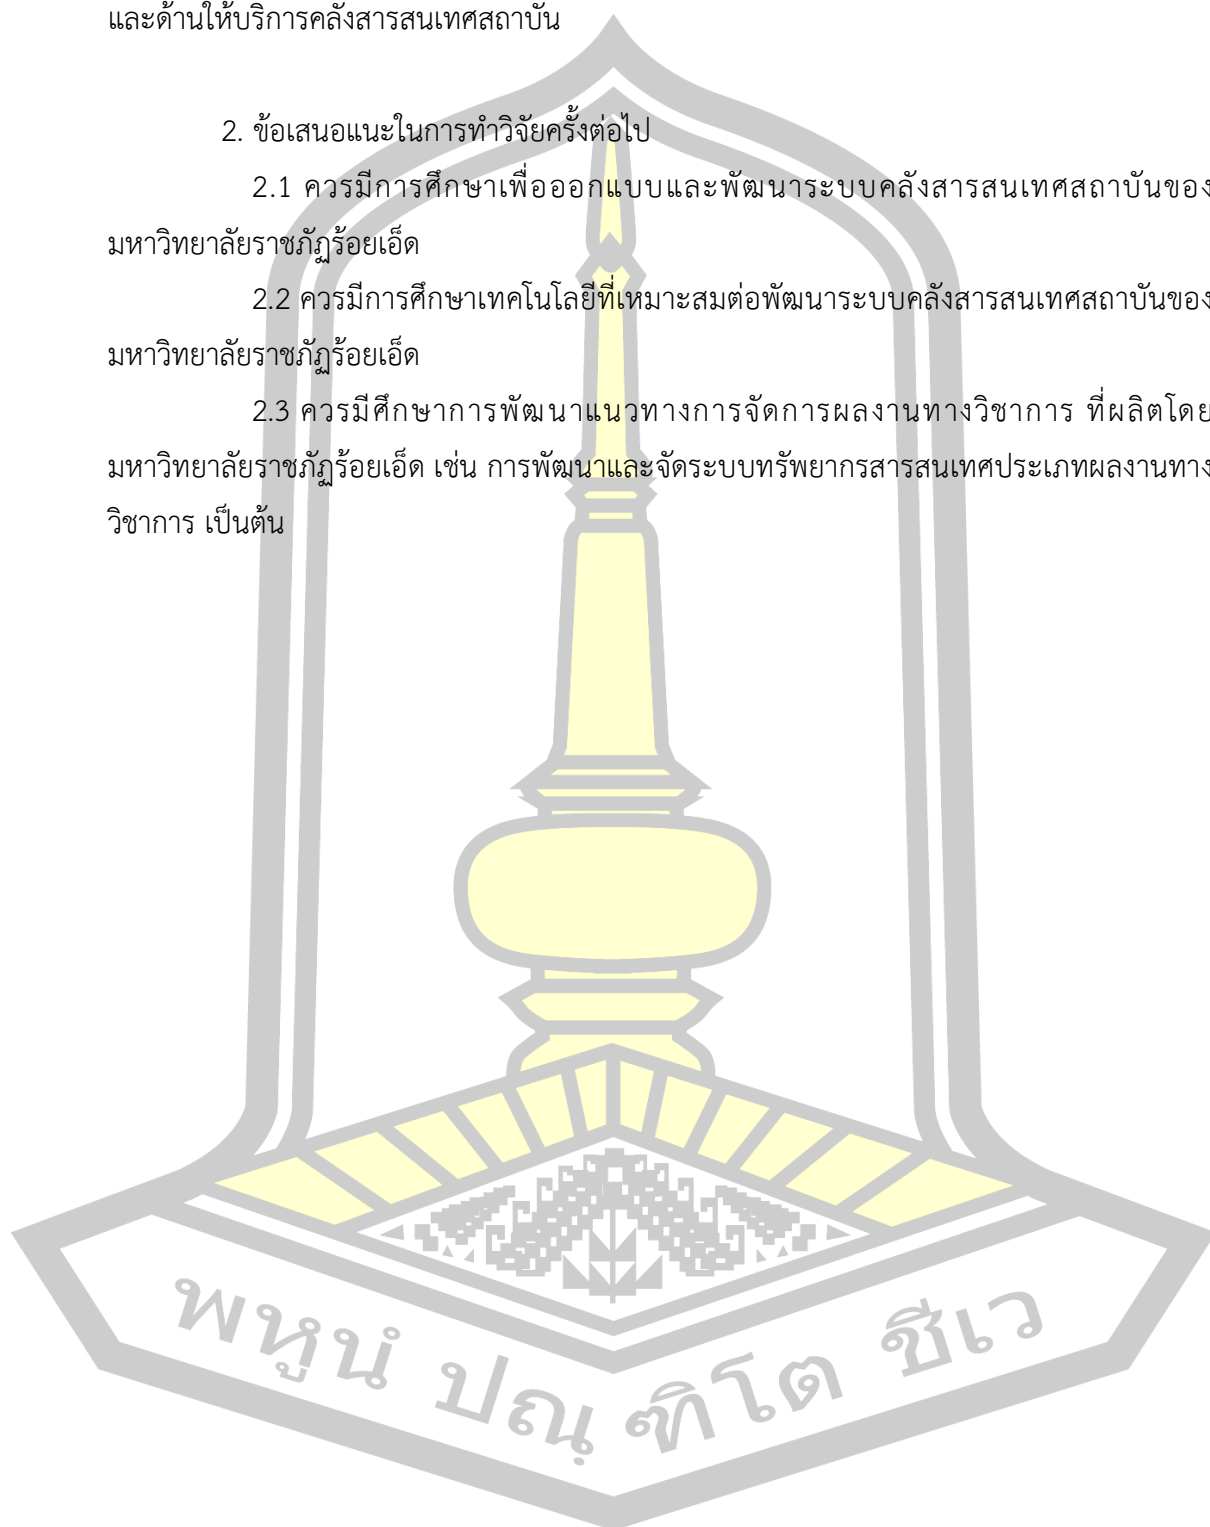 และด้านให้บริการคลังสารสนเทศสถาบัน
2. ข้อเสนอแนะในการทำวิจัยครั้งต่อไป
2.1 ควรมีการศึกษาเพื่อออกแบบและพัฒนาระบบคลังสารสนเทศสถาบันของ
มหาวิทยาลัยราชภัฏร้อยเอ็ด
2.2 ควรมีการศึกษาเทคโนโลยีที่เหมาะสมต่อพัฒนาระบบคลังสารสนเทศสถาบันของ
มหาวิทยาลัยราชภัฏร้อยเอ็ด
2.3 ควรมีศึกษาการพัฒนาแนวทางการจัดการผลงานทางวิชาการ ที่ผลิตโดย
มหาวิทยาลัยราชภัฏร้อยเอ็ด เช่น การพัฒนาและจัดระบบทรัพยากรสารสนเทศประเภทผลงานทาง
วิชาการ เป็นต้น
พหูนํ ปณฺฑิโต ชีเว